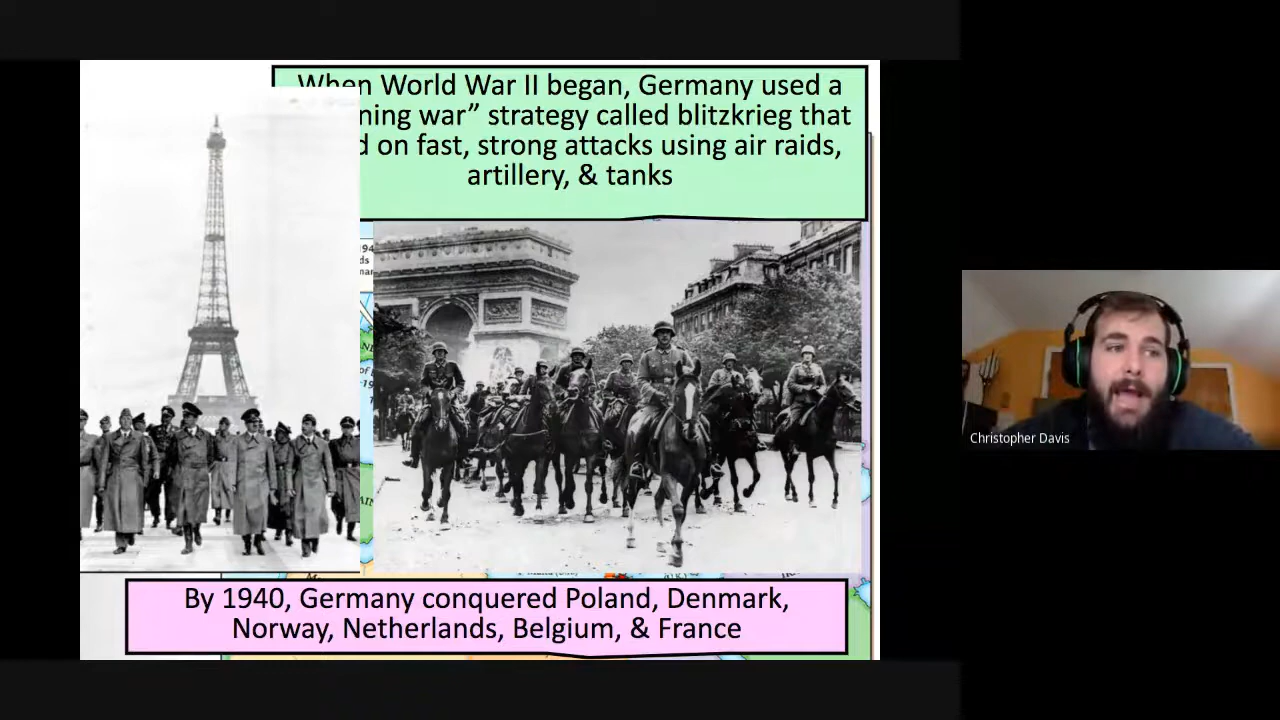 When World War II began, Germany used a
ning war” strategy called blitzkrieg that
d on fast, strong attacks using air raids,
artillery, & tanks
By 1940, Germany conquered Poland, Denmark,
Norway, Netherlands, Belgium, & France
Christopher Davis